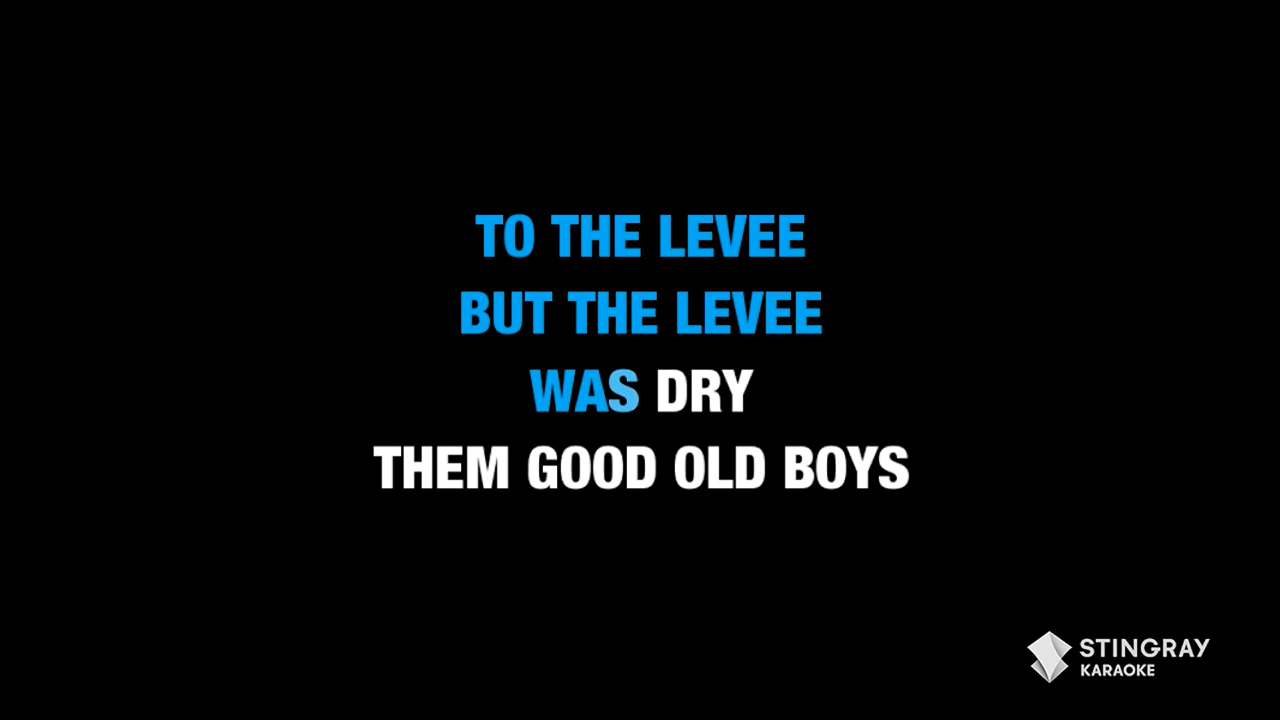 TO THE LEVEE
BUT THE LEVEE
WAS DRY
THEM GOOD OLD BOYS
STINGRAY
KARAOKE